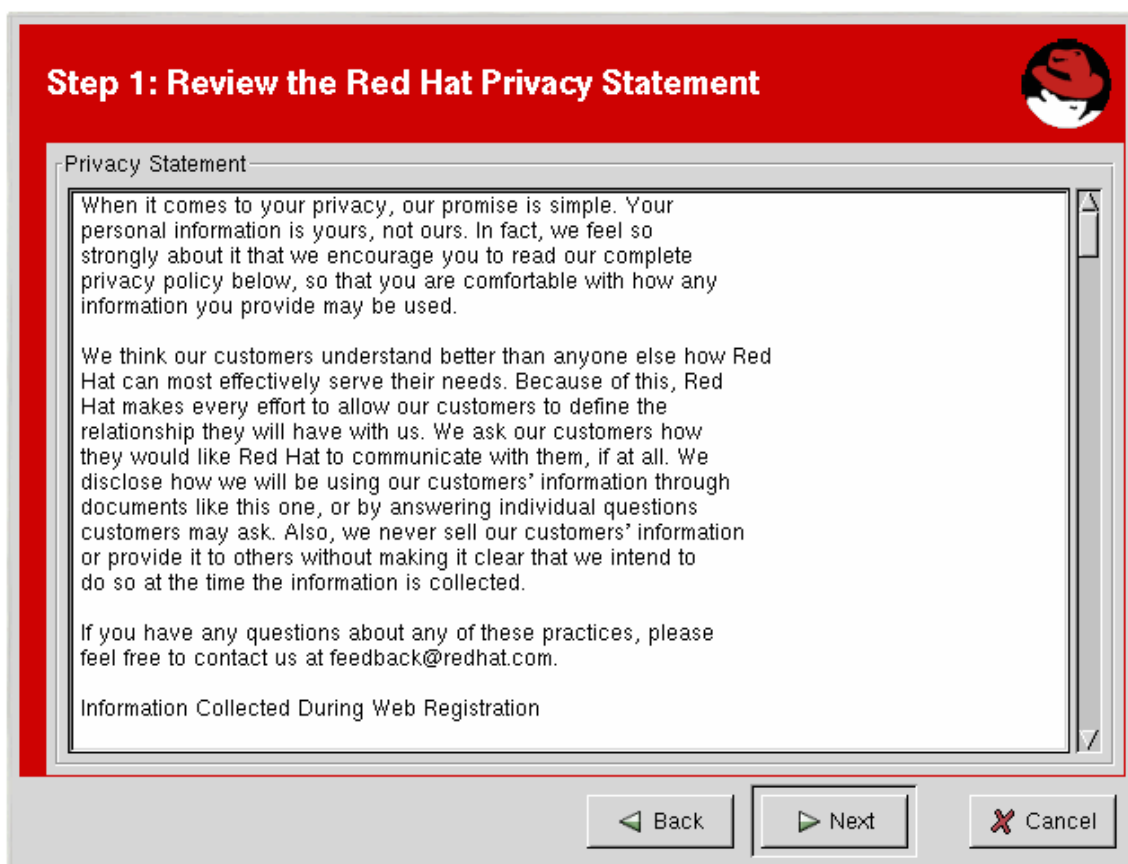 Step 1: Review the Red Hat Privacy Statement
Privacy Statement
When it comes to your privacy, our promise is simple. Your
personal information is yours, not ours. In fact, we feel so
strongly about it that we encourage you to read our complete
privacy policy below, so that you are comfortable with how any
information you provide may be used.
We think our customers understand better than anyone else how Red
Hat can most effectively serve their needs. Because of this, Red
Hat makes every effort to allow our customers to define the
relationship they will have with us. We ask our customers how
they would like Red Hat to communicate with them, if at all. We
disclose how we will be using our customers' information through
documents like this one, or by answering individual questions
customers may ask. Also, we never sell our customers' information
or provide it to others without making it clear that we intend to
do so at the time the information is collected.
If you have any questions about any of these practices, please
feel free to contact us at feedback@redhat.com.
Information Collected During Web Registration
Back
Next
Cancel